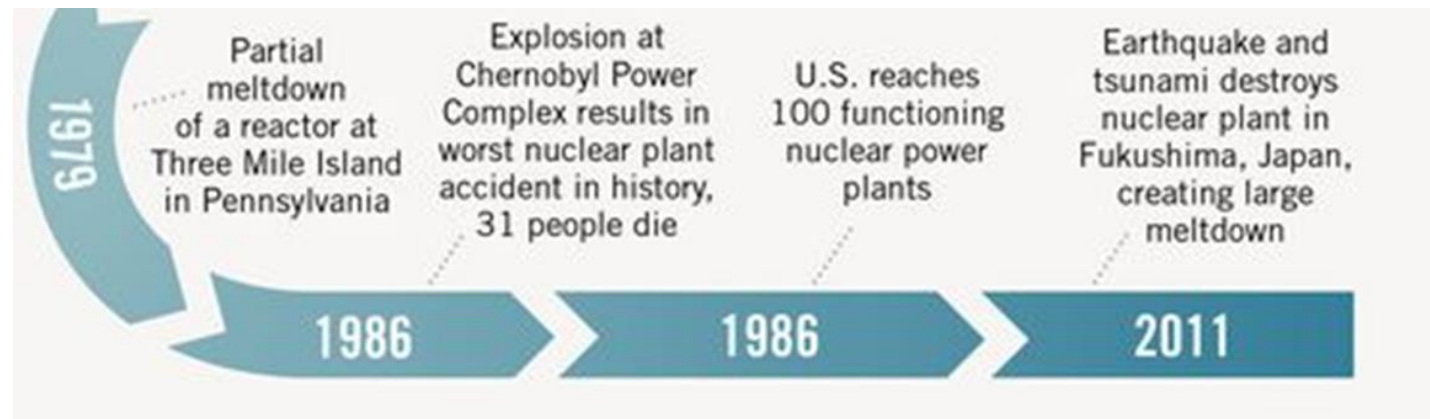 1979
Partial
meltdown
of a reactor at
Three Mile Island
in Pennsylvania
Explosion at
Chernobyl Power
Complex results in
worst nuclear plant
accident in history,
31 people die
1986
U.S. reaches
100 functioning
nuclear power
plants
1986
Earthquake and
tsunami destroys
nuclear plant in
Fukushima, Japan,
creating large
meltdown
2011